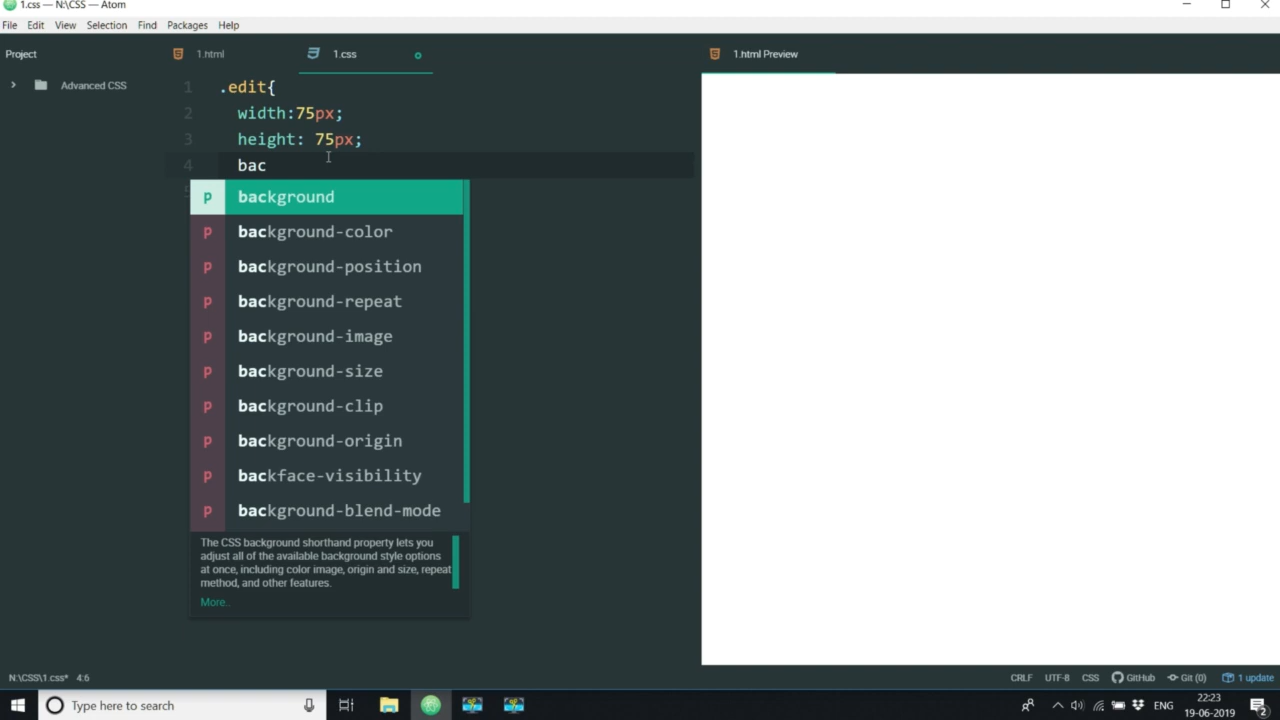 1.css — N:\CSS — Atom
File Edit View Selection Find Packages Help
Project
1.html
1.css
1.html Preview
Advanced CSS
1 .edit{
2 width:75px;
3 height: 75px;
4 bac
p background
p background-color
p background-position
p background-repeat
p background-image
p background-size
p background-clip
p background-origin
p backface-visibility
p background-blend-mode
The CSS background shorthand property lets you
adjust all of the available background style options
at once, including color image, origin and size, repeat
method, and other features.
More..
N:\CSS\1.css* 4:6
CRLF UTF-8 CSS GitHub Git (0) 1 update
Type here to search
ENG
22:23
19-06-2019
2